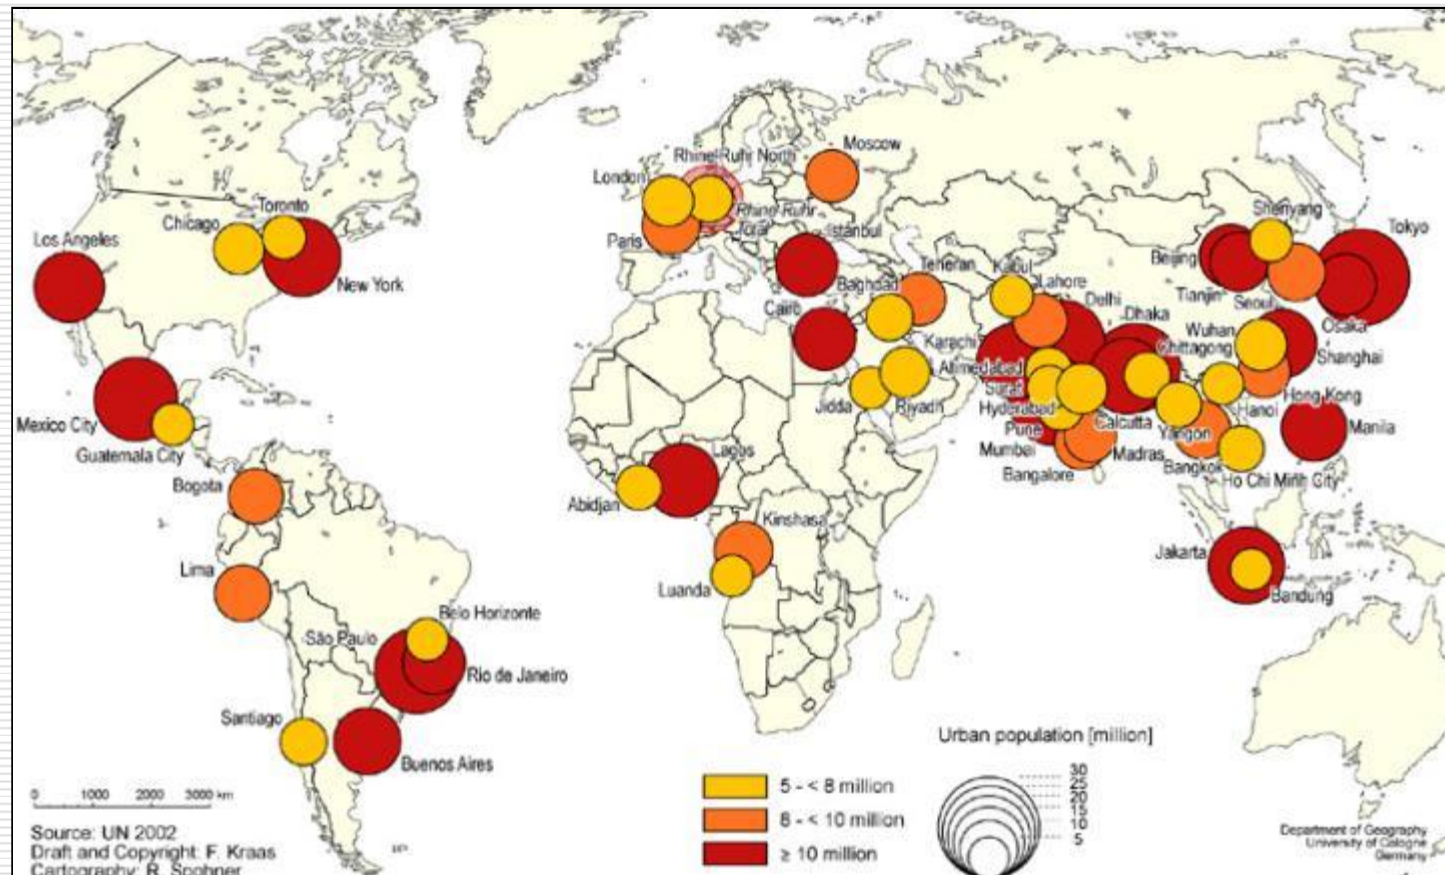 Moscow
Rhine-Ruhr North
London
Rhine-Ruhr
Toronto
Shenyang
Chicago
Total
Istanbul
Tokyo
Los Angeles
Paris
Teheran
Kabul
Beijing
Lahore
New York
Baghdad
Delhi
Tianjin
Seoul
Cairo
Dhaka
Osaka
Wuhan
Karachi
Chittagong
Shanghai
Ahmedabad
Surat
Hong Kong
Jidda
Riyadh
Hyderabad
Hanoi
Mexico City
Calcutta
Pune
Yangon
Manila
Guatemala City
Mumbai
Madras
Lagos
Bangkok
Bangalore
Ho Chi Minh City
Bogota
Abidjan
Kinshasa
Jakarta
Lima
Luanda
Bandung
Belo Horizonte
São Paulo
Rio de Janeiro
Santiago
Buenos Aires
Urban population [million]
30
25
20
15
10
5
5 - < 8 million
8 - < 10 million
≥ 10 million
0 1000 2000 3000 km
Source: UN 2002
Draft and Copyright: F. Kraas
Cartography: R. Spohner
Department of Geography
University of Cologne
Germany